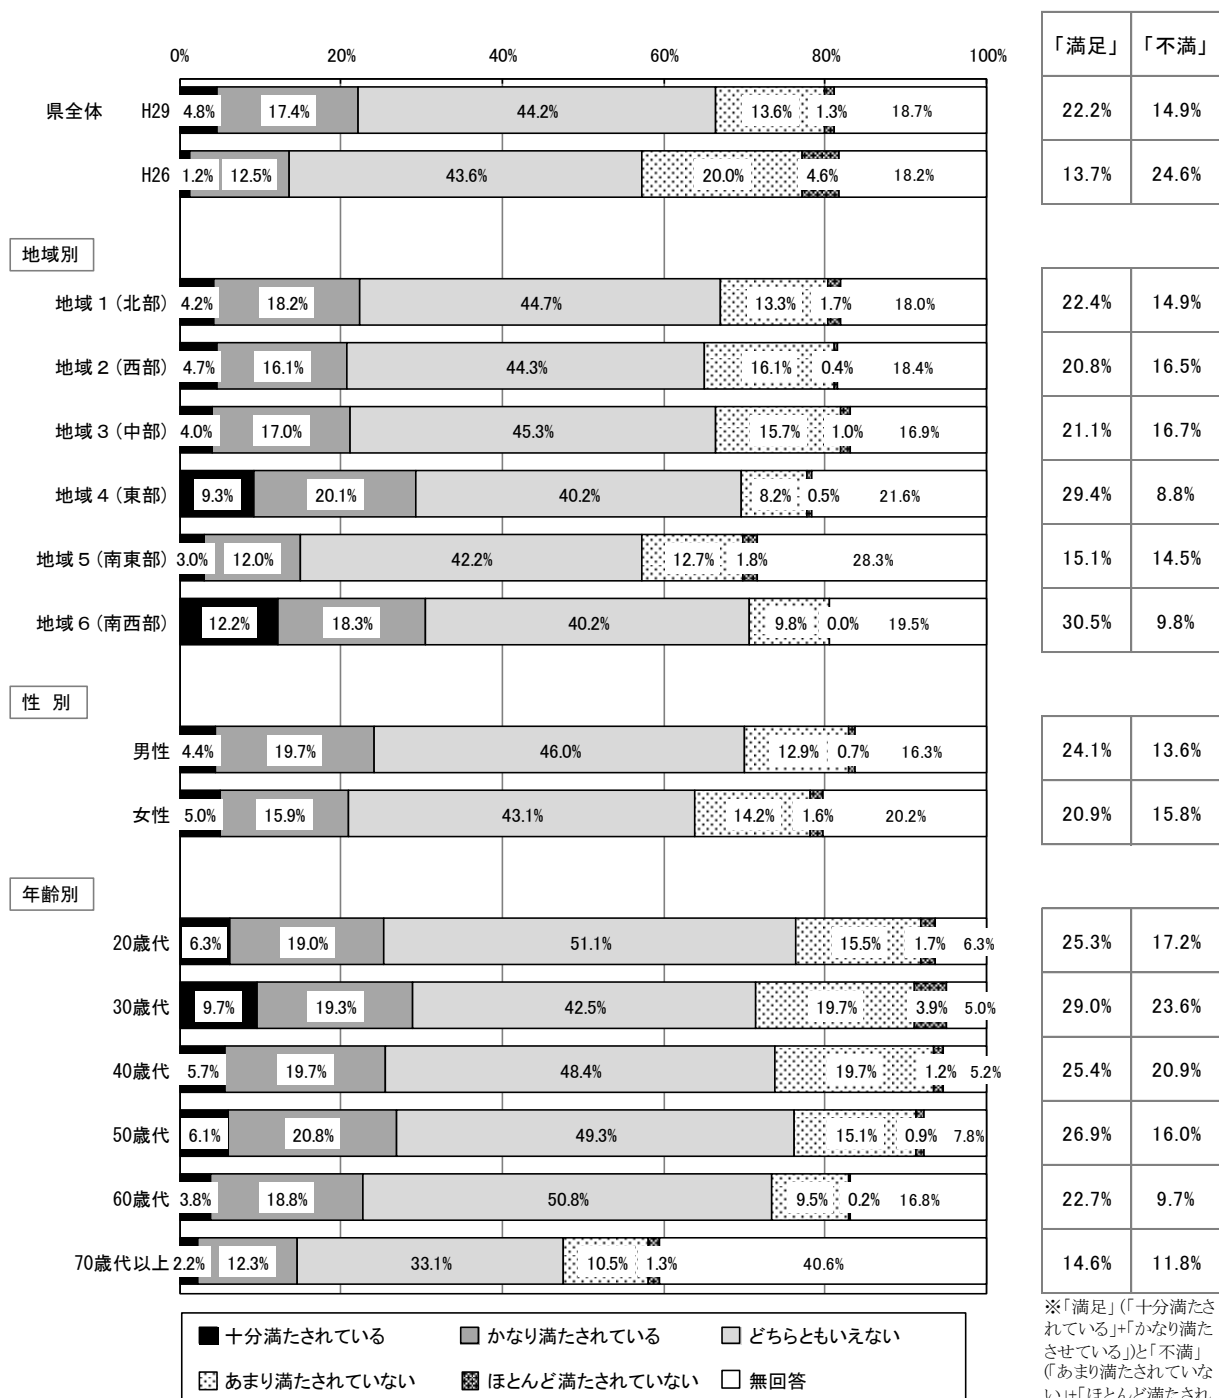 「満足」 「不満」
0% 20% 40% 60% 80% 100%
県全体 H29 4.8% 17.4% 44.2% 13.6% 1.3% 18.7% 22.2% 14.9%
H26 1.2% 12.5% 43.6% 20.0% 4.6% 18.2% 13.7% 24.6%
地域別
地域1(北部) 4.2% 18.2% 44.7% 13.3% 1.7% 18.0% 22.4% 14.9%
地域2(西部) 4.7% 16.1% 44.3% 16.1% 0.4% 18.4% 20.8% 16.5%
地域3(中部) 4.0% 17.0% 45.3% 15.7% 1.0% 16.9% 21.1% 16.7%
地域4(東部) 9.3% 20.1% 40.2% 8.2% 0.5% 21.6% 29.4% 8.8%
地域5(南東部) 3.0% 12.0% 42.2% 12.7% 1.8% 28.3% 15.1% 14.5%
地域6(南西部) 12.2% 18.3% 40.2% 9.8% 0.0% 19.5% 30.5% 9.8%
性 別
男性 4.4% 19.7% 46.0% 12.9% 0.7% 16.3% 24.1% 13.6%
女性 5.0% 15.9% 43.1% 14.2% 1.6% 20.2% 20.9% 15.8%
年齢別
20歳代 6.3% 19.0% 51.1% 15.5% 1.7% 6.3% 25.3% 17.2%
30歳代 9.7% 19.3% 42.5% 19.7% 3.9% 5.0% 29.0% 23.6%
40歳代 5.7% 19.7% 48.4% 19.7% 1.2% 5.2% 25.4% 20.9%
50歳代 6.1% 20.8% 49.3% 15.1% 0.9% 7.8% 26.9% 16.0%
60歳代 3.8% 18.8% 50.8% 9.5% 0.2% 16.8% 22.7% 9.7%
70歳代以上 2.2% 12.3% 33.1% 10.5% 1.3% 40.6% 14.6% 11.8%
十分満たされている かなり満たされている どちらともいえない
あまり満たされていない ほとんど満たされていない 無回答
※「満足」(「十分満たさ
れている」+「かなり満た
させている」)と「不満」
(「あまり満たされていな
い」+「ほとんど満たされ